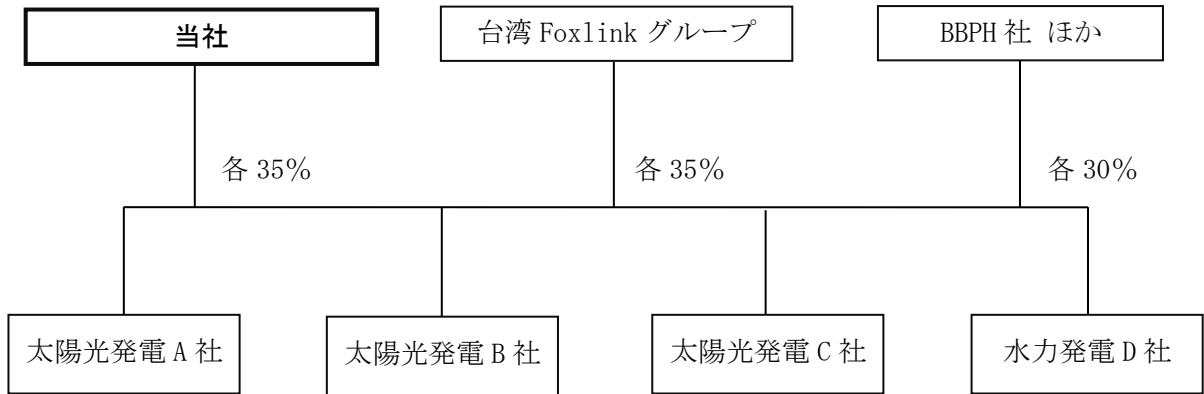 当社
台湾 Foxlink グループ
BBPH 社 ほか
各 35％
各 35％
各 30％
太陽光発電 A 社
太陽光発電 B 社
太陽光発電 C 社
水力発電 D 社